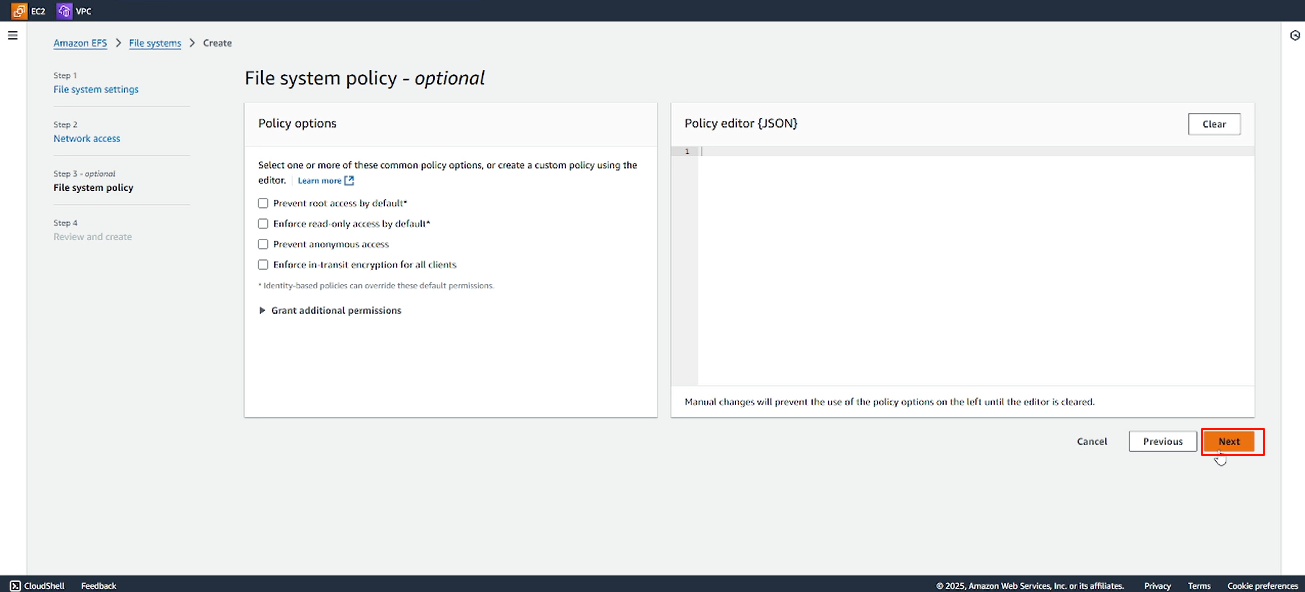 EC2 VPC
Amazon EFS > File systems > Create
Step 1
File system settings
Step 2
Network access
Step 3 - optional
File system policy
Step 4
Review and create
File system policy - optional
Policy options
Select one or more of these common policy options, or create a custom policy using the
editor. Learn more
Prevent root access by default*
Enforce read-only access by default*
Prevent anonymous access
Enforce in-transit encryption for all clients
* Identity-based policies can override these default permissions.
Grant additional permissions
Policy editor {JSON}
Clear
1
Manual changes will prevent the use of the policy options on the left until the editor is cleared.
Cancel Previous Next
CloudShell Feedback © 2025, Amazon Web Services, Inc. or its affiliates. Privacy Terms Cookie preferences